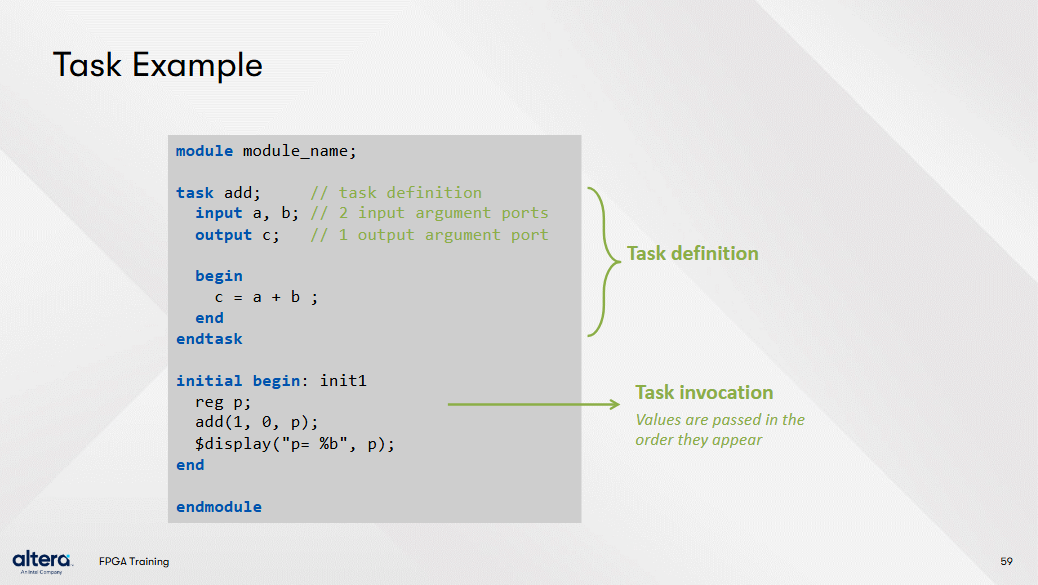 Task Example
module module_name;
task add;     // task definition
  input a, b; // 2 input argument ports
  output c;   // 1 output argument port
  begin
    c = a + b ;
  end
endtask
Task definition
initial begin: init1
  reg p;
  add(1, 0, p);
  $display("p= %b", p);
end
endmodule
Task invocation
Values are passed in the
order they appear
altera
An Intel Company
FPGA Training
59